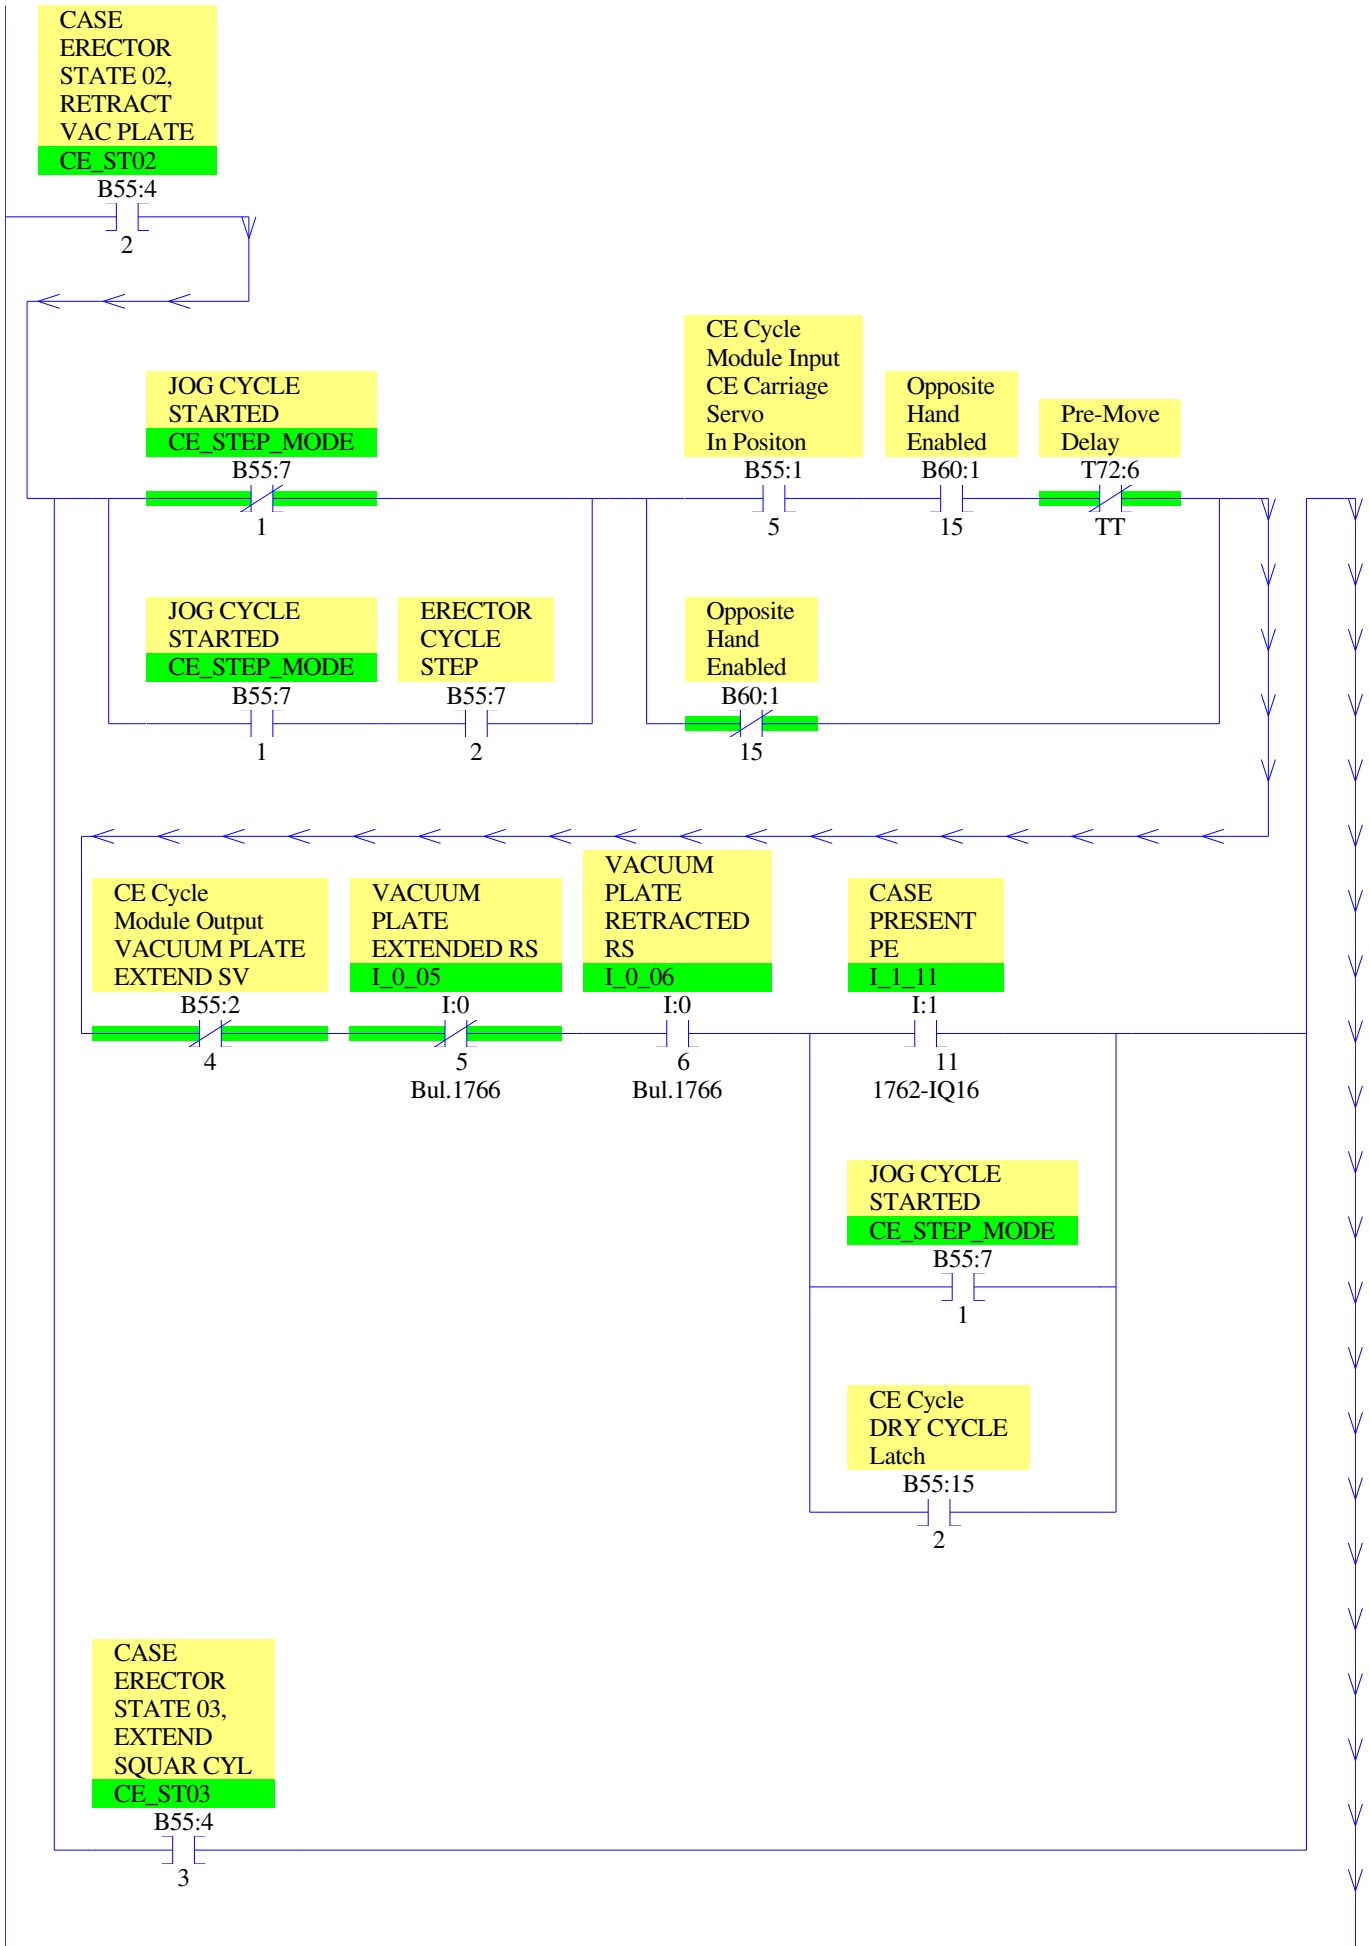 CASE
ERECTOR
STATE 02,
RETRACT
VAC PLATE
CE_ST02
B55:4
2
JOG CYCLE
STARTED
CE_STEP_MODE
B55:7
1
CE Cycle
Module Input
CE Carriage
Servo
In Positon
B55:1
5
Opposite
Hand
Enabled
B60:1
15
Pre-Move
Delay
T72:6
TT
JOG CYCLE
STARTED
CE_STEP_MODE
B55:7
1
ERECTOR
CYCLE
STEP
B55:7
2
Opposite
Hand
Enabled
B60:1
15
CE Cycle
Module Output
VACUUM PLATE
EXTEND SV
B55:2
4
VACUUM
PLATE
EXTENDED RS
I_0_05
I:0
5
Bul.1766
VACUUM
PLATE
RETRACTED
RS
I_0_06
I:0
6
Bul.1766
CASE
PRESENT
PE
I_1_11
I:1
11
1762-IQ16
JOG CYCLE
STARTED
CE_STEP_MODE
B55:7
1
CE Cycle
DRY CYCLE
Latch
B55:15
2
CASE
ERECTOR
STATE 03,
EXTEND
SQUAR CYL
CE_ST03
B55:4
3